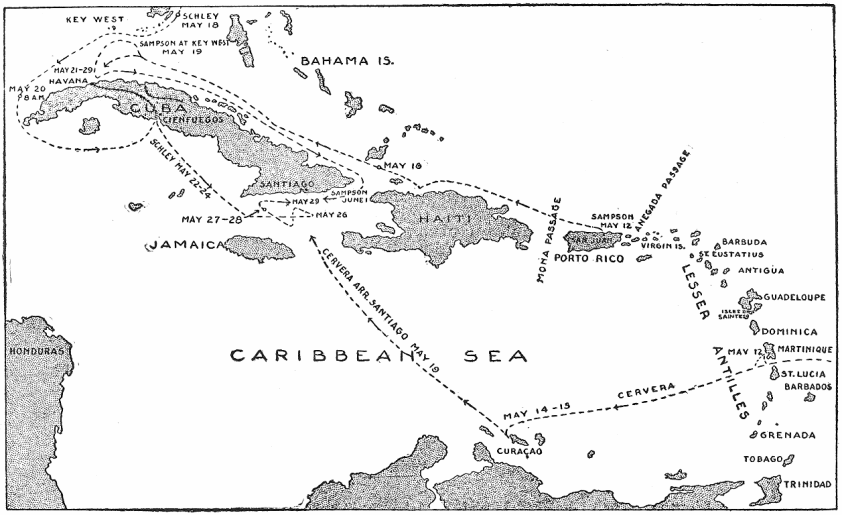 KEY WEST
SCHLEY
MAY 18
SAMPSON AT KEY WEST
MAY 19
BAHAMA IS.
MAY 21-29
HAVANA
MAY 20
8 A.M.
CUBA
CIENFUEGOS
SCHLEY MAY 22-24
MAY 18
SANTIAGO
SAMPSON
JUNE 1
MAY 29
MAY 27-28
MAY 26
JAMAICA
HAITI
MONA PASSAGE
SAMPSON
MAY 12
ANEGADA PASSAGE
SAN JUAN
PORTO RICO
VIRGIN IS.
BARBUDA
ST. EUSTATIUS
ANTIGUA
LESSER
ANTILLES
GUADELOUPE
ISLES DE
SAINTES
DOMINICA
MAY 12
MARTINIQUE
ST. LUCIA
BARBADOS
CERVERA ARR. SANTIAGO MAY 19
HONDURAS
CARIBBEAN SEA
CERVERA
MAY 14-15
CURAÇAO
GRENADA
TOBAGO
TRINIDAD